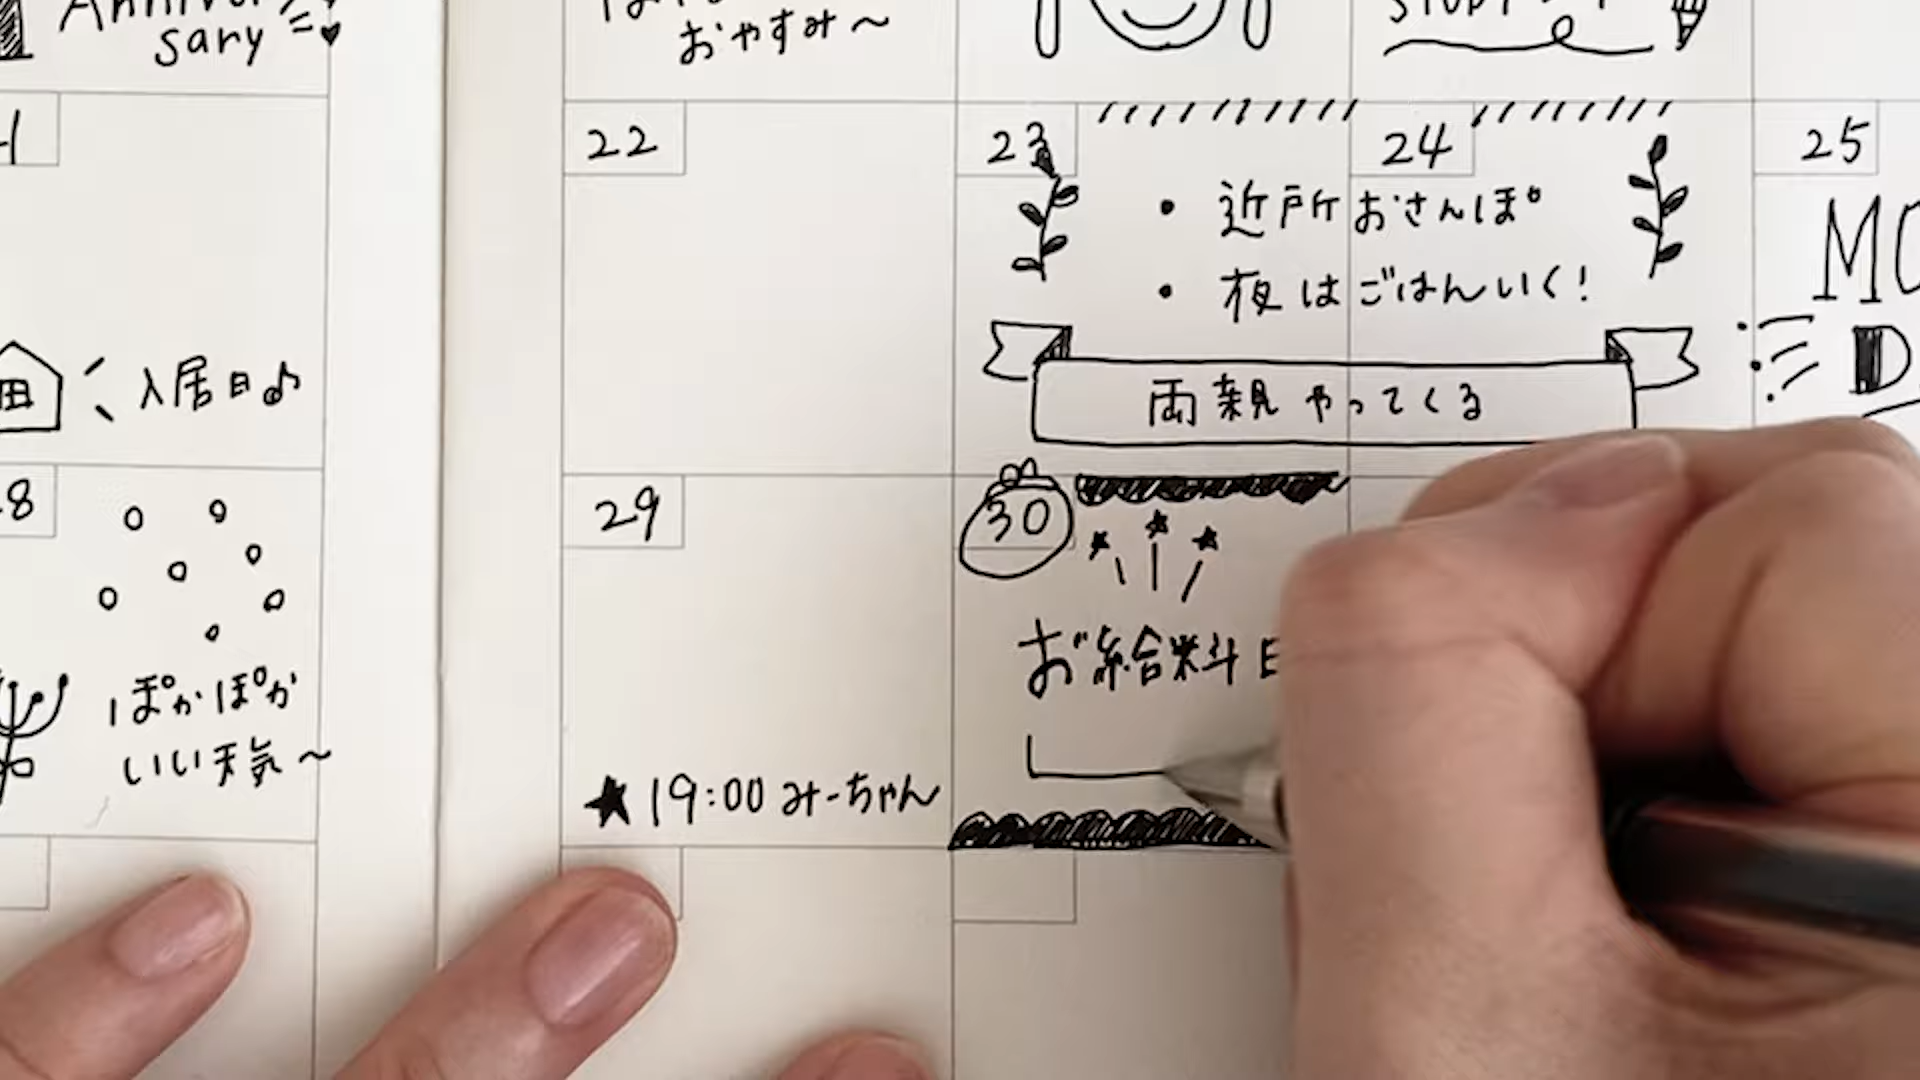 Anniver
sary
おやすみ～
22
23
24
25
・近所おさんぽ
・夜はごはんいく!
MO
入居日♪
両親やってくる
29
30
お給料日
ぽかぽか
いい天気～
★19:00 みーちゃん